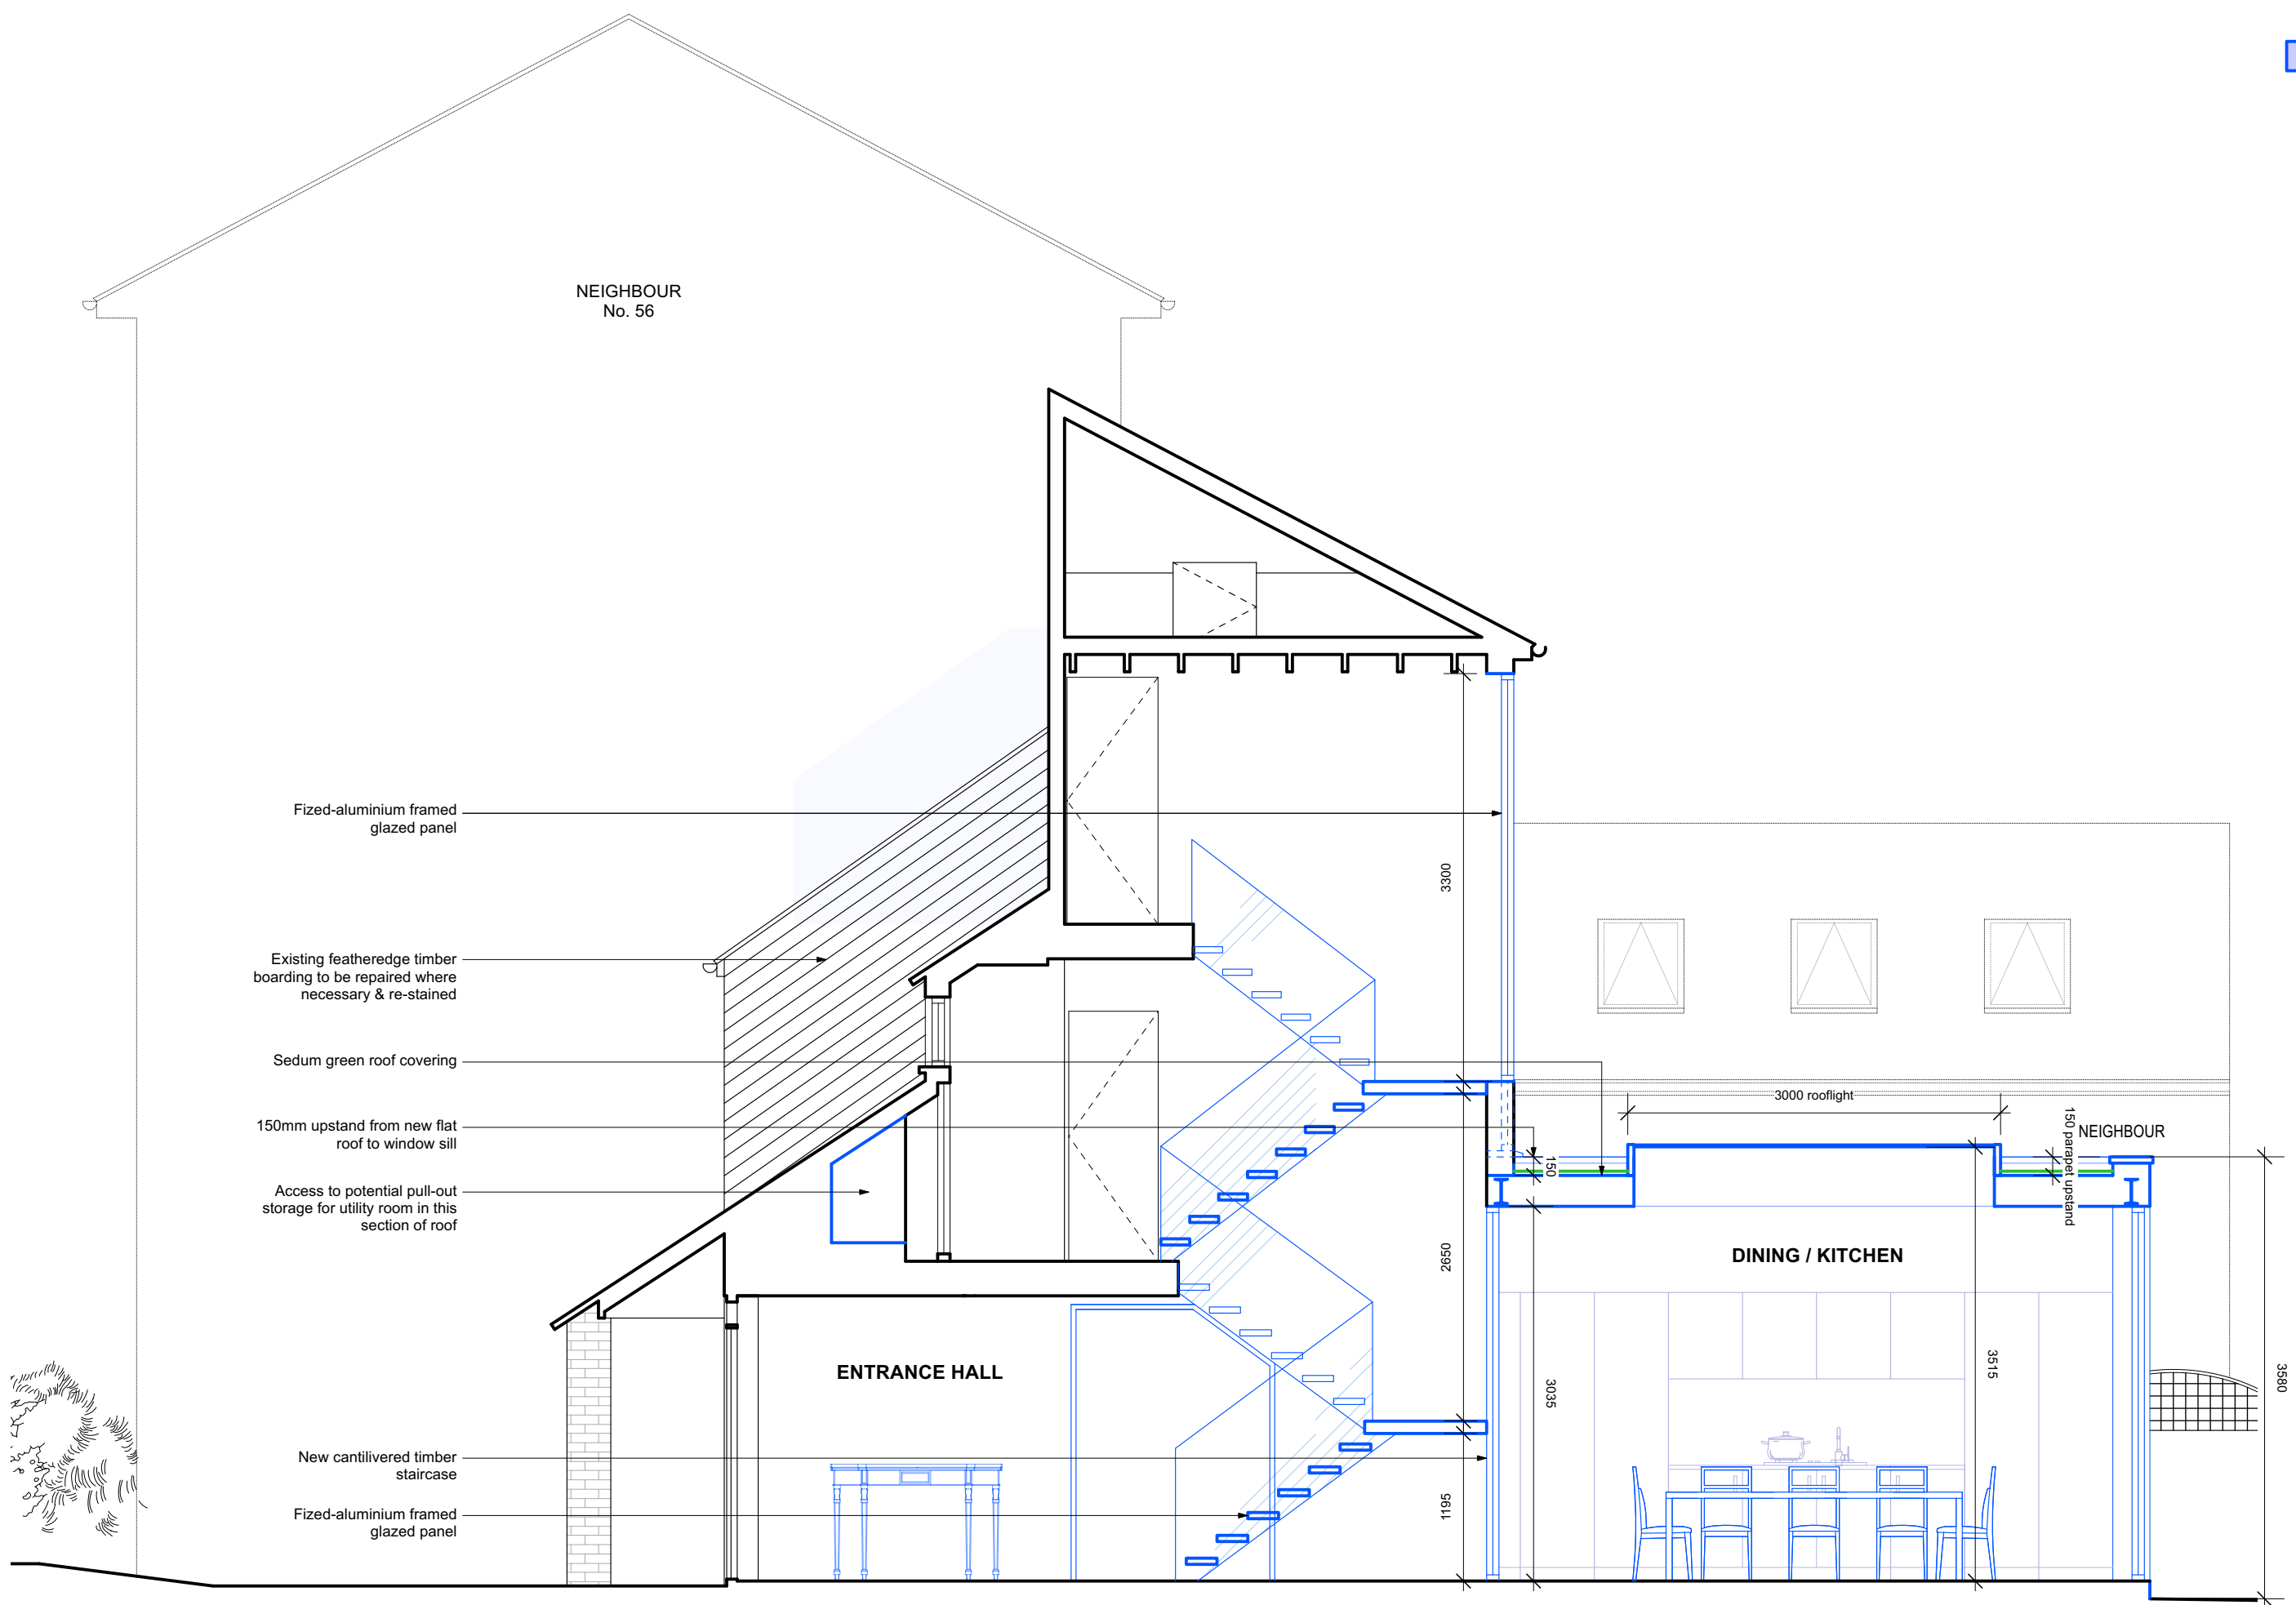 NEIGHBOUR
No. 56
Fized-aluminium framed
glazed panel
3300
Existing featheredge timber
boarding to be repaired where
necessary & re-stained
Sedum green roof covering
3000 rooflight
150mm upstand from new flat
roof to window sill
150
150 parapet upstand
NEIGHBOUR
Access to potential pull-out
storage for utility room in this
section of roof
2650
DINING / KITCHEN
ENTRANCE HALL
3035
3515
3580
New cantilivered timber
staircase
1195
Fized-aluminium framed
glazed panel